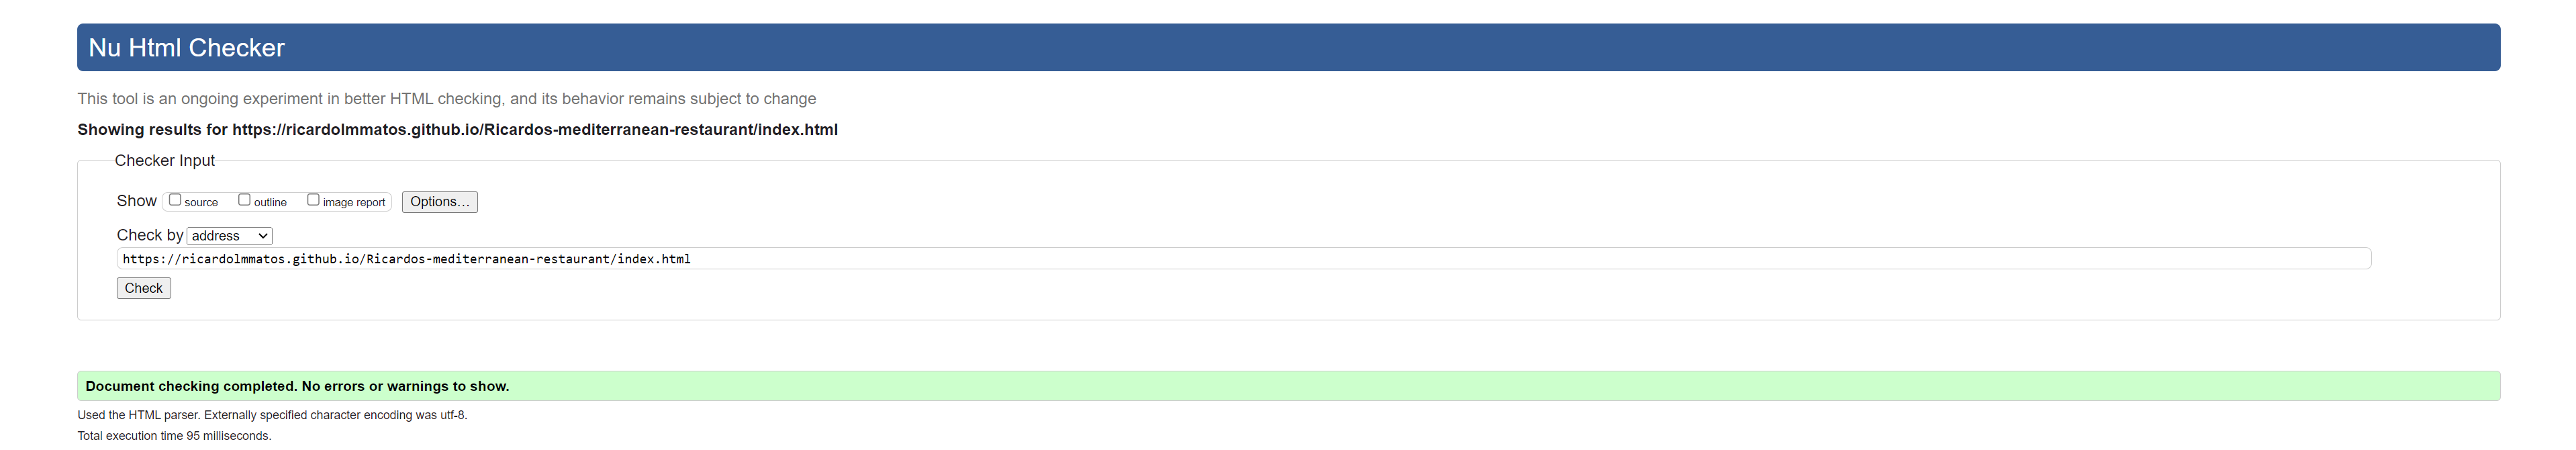 Nu Html Checker
This tool is an ongoing experiment in better HTML checking, and its behavior remains subject to change
Showing results for https://ricardolmmatos.github.io/Ricardos-mediterranean-restaurant/index.html
Checker Input
Show source outline image report Options…
Check by address
https://ricardolmmatos.github.io/Ricardos-mediterranean-restaurant/index.html
Check
Document checking completed. No errors or warnings to show.
Used the HTML parser. Externally specified character encoding was utf-8.
Total execution time 95 milliseconds.